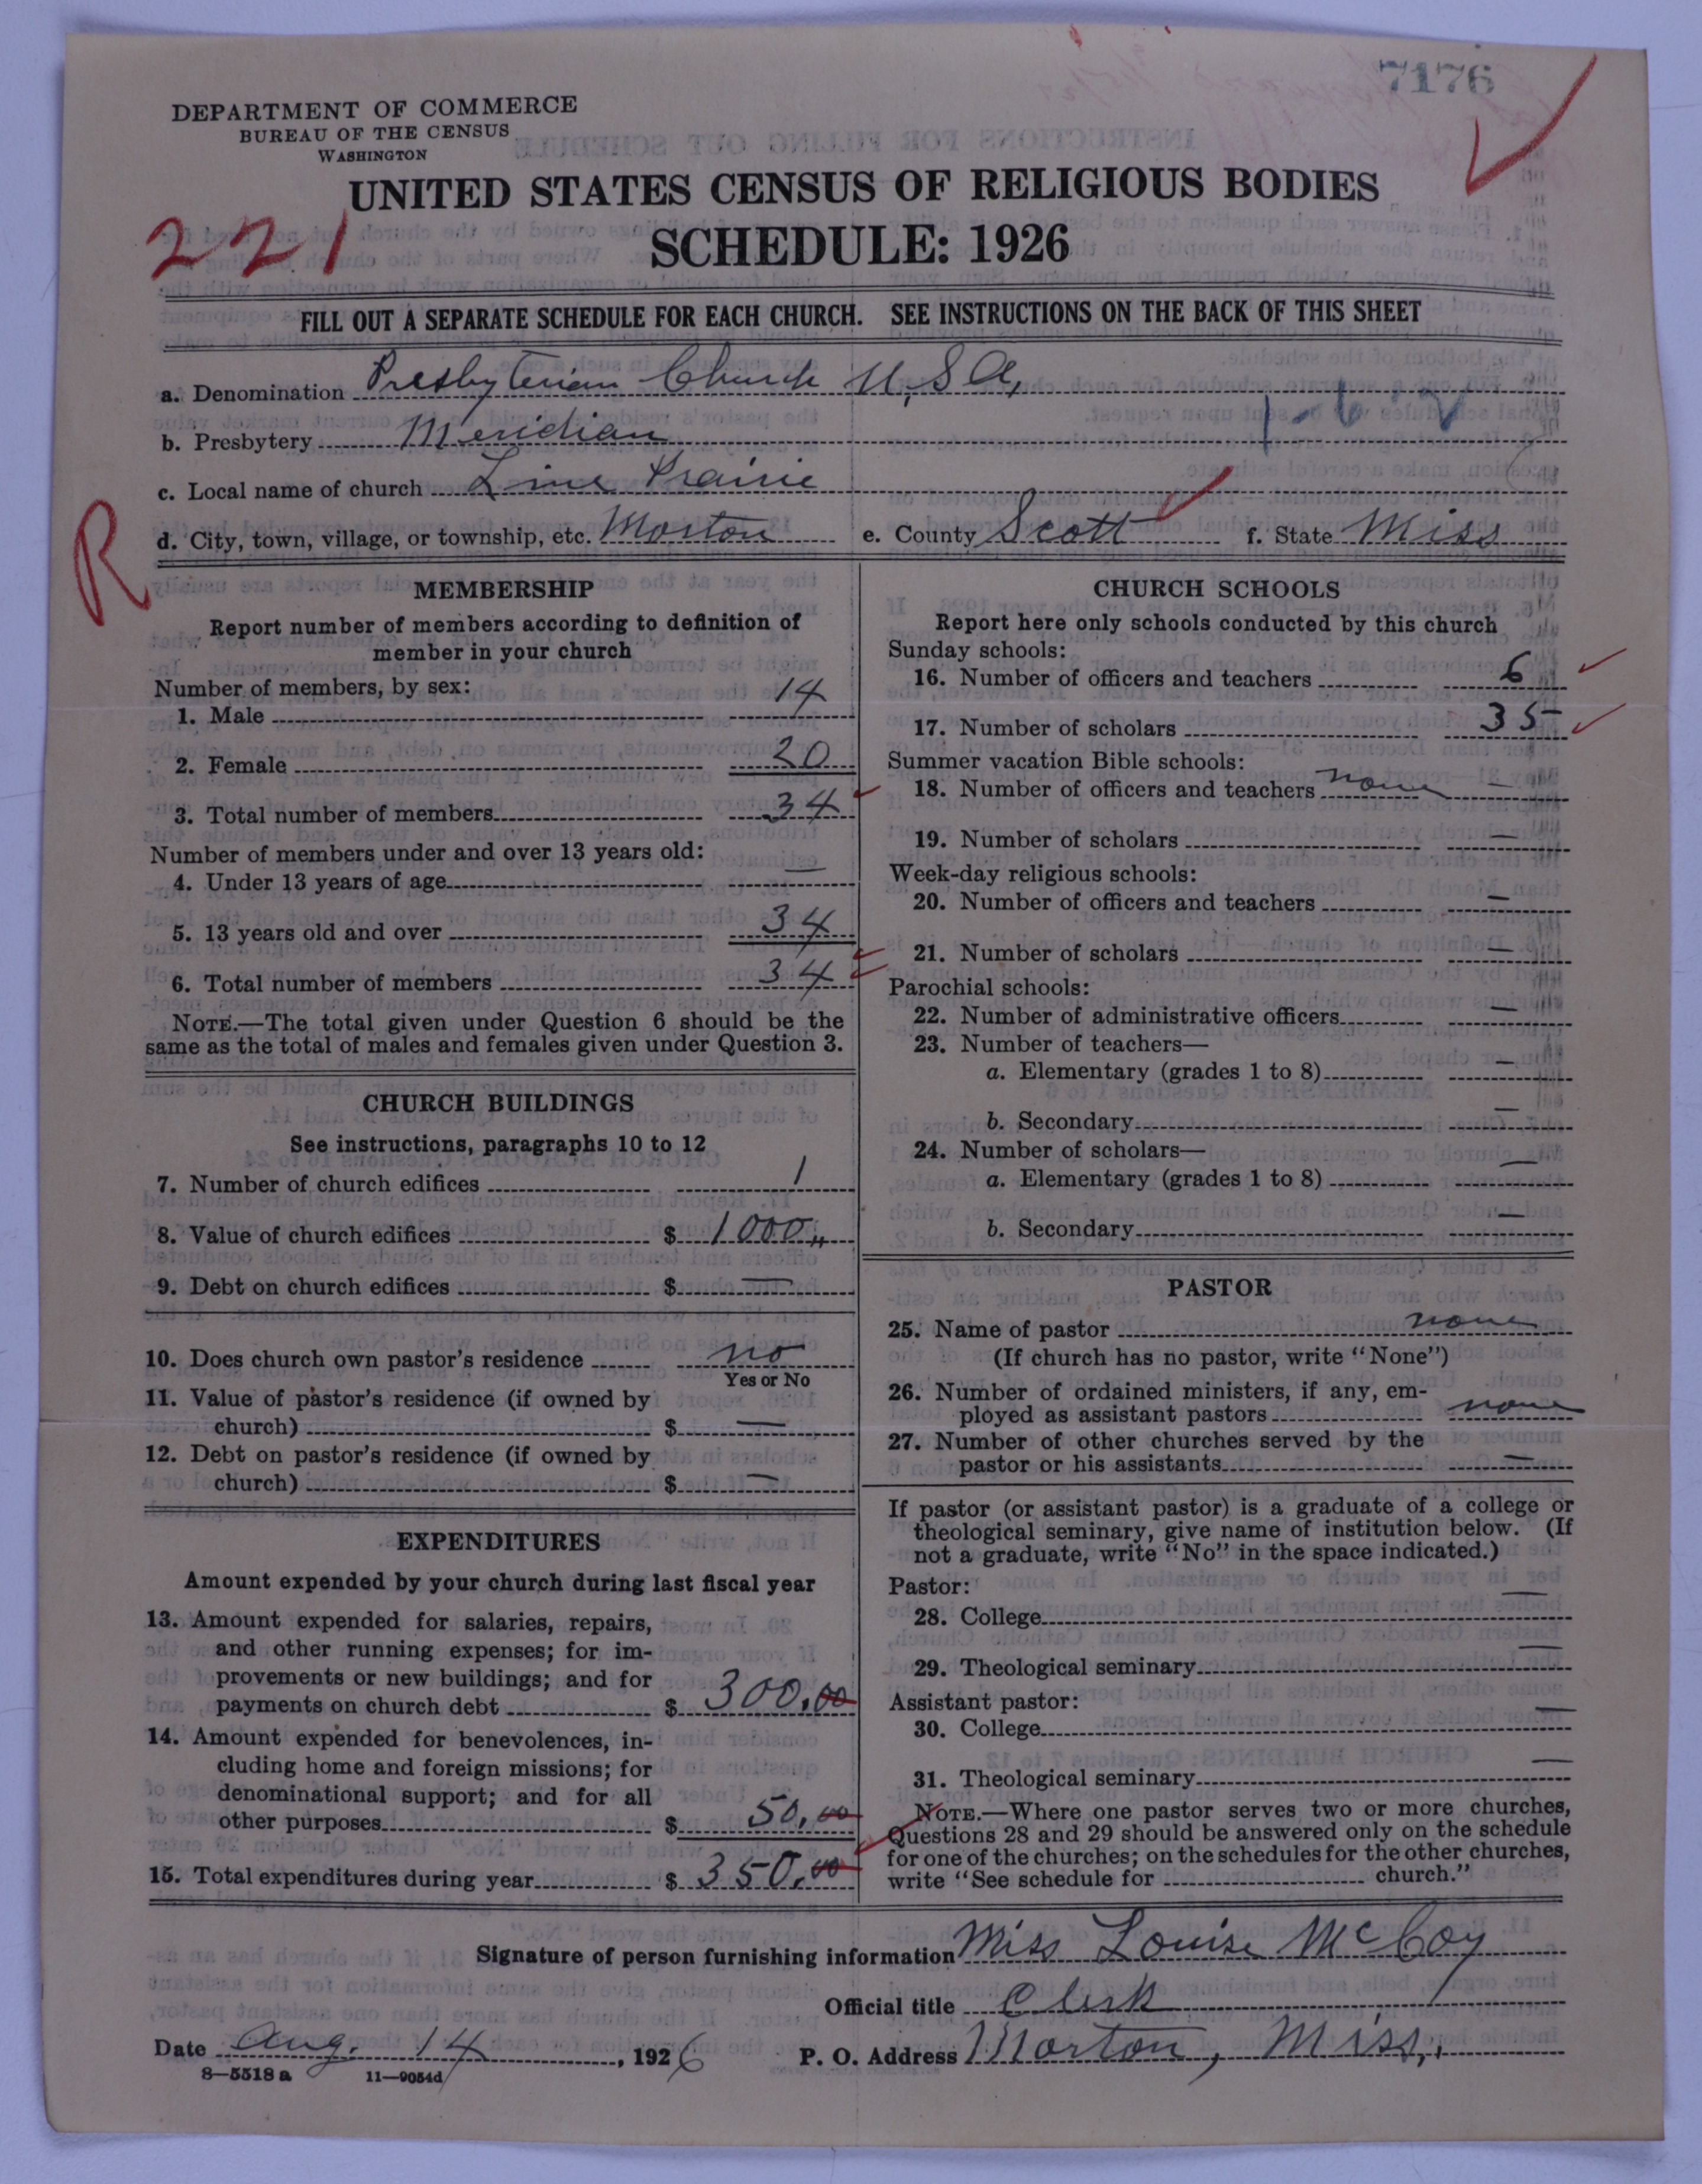 7176
DEPARTMENT OF COMMERCE
BUREAU OF THE CENSUS
WASHINGTON
UNITED STATES CENSUS OF RELIGIOUS BODIES
221
SCHEDULE: 1926
FILL OUT A SEPARATE SCHEDULE FOR EACH CHURCH. SEE INSTRUCTIONS ON THE BACK OF THIS SHEET
a. Denomination Presbyterian Church U.S.A.
1-6-2
b. Presbytery Meridian
c. Local name of church Line Prairie
R
d. City, town, village, or township, etc. Morton e. County Scott f. State Miss
MEMBERSHIP
Report number of members according to definition of
member in your church
Number of members, by sex:
1. Male 14
2. Female 20
3. Total number of members 34
Number of members under and over 13 years old:
4. Under 13 years of age —
5. 13 years old and over 34
6. Total number of members 34
NOTE.—The total given under Question 6 should be the
same as the total of males and females given under Question 3.
CHURCH BUILDINGS
See instructions, paragraphs 10 to 12
7. Number of church edifices 1
8. Value of church edifices $ 1000"
9. Debt on church edifices $ —
10. Does church own pastor's residence no
Yes or No
11. Value of pastor's residence (if owned by
church) $ —
12. Debt on pastor's residence (if owned by
church) $ —
EXPENDITURES
Amount expended by your church during last fiscal year
13. Amount expended for salaries, repairs,
and other running expenses; for im-
provements or new buildings; and for
payments on church debt $ 300.00
14. Amount expended for benevolences, in-
cluding home and foreign missions; for
denominational support; and for all
other purposes $ 50.00
15. Total expenditures during year $ 350.00
CHURCH SCHOOLS
Report here only schools conducted by this church
Sunday schools:
16. Number of officers and teachers 6
17. Number of scholars 35
Summer vacation Bible schools:
18. Number of officers and teachers none —
19. Number of scholars —
Week-day religious schools:
20. Number of officers and teachers —
21. Number of scholars —
Parochial schools:
22. Number of administrative officers —
23. Number of teachers—
a. Elementary (grades 1 to 8) —
b. Secondary —
24. Number of scholars—
a. Elementary (grades 1 to 8) —
b. Secondary —
PASTOR
25. Name of pastor none
(If church has no pastor, write "None")
26. Number of ordained ministers, if any, em-
ployed as assistant pastors none
27. Number of other churches served by the
pastor or his assistants —
If pastor (or assistant pastor) is a graduate of a college or
theological seminary, give name of institution below. (If
not a graduate, write "No" in the space indicated.)
Pastor:
28. College —
29. Theological seminary —
Assistant pastor:
30. College —
31. Theological seminary —
NOTE.—Where one pastor serves two or more churches,
Questions 28 and 29 should be answered only on the schedule
for one of the churches; on the schedules for the other churches,
write "See schedule for church."
Signature of person furnishing information Miss Louise McCoy
Official title Clerk
Date Aug. 14, 1926 P. O. Address Morton, Miss.
8—5518 a 11—9054d